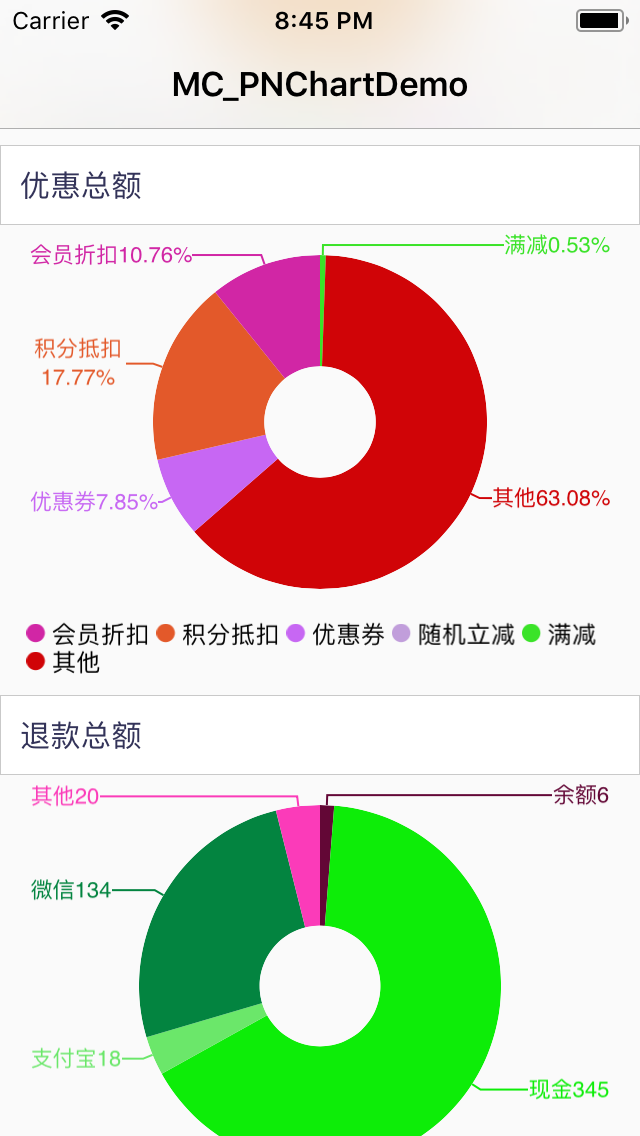 Carrier 8:45 PM
MC_PNChartDemo
优惠总额
会员折扣10.76%
满减0.53%
积分抵扣
17.77%
优惠券7.85%
其他63.08%
会员折扣 积分抵扣 优惠券 随机立减 满减
其他
退款总额
其他20
余额6
微信134
支付宝18
现金345